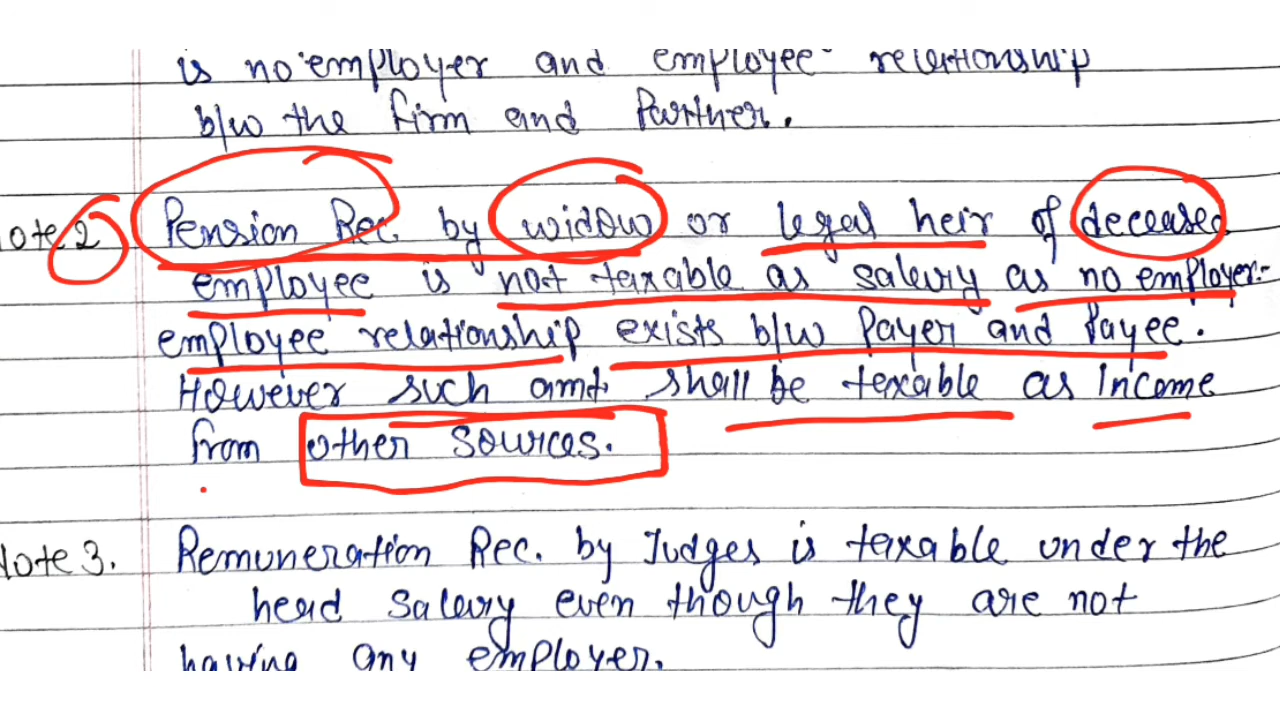 is no employer and employee relationship
b/w the firm and Partner.
Note 2 Pension Rec. by widow or legal heir of deceased
employee is not taxable as salary as no employer-
employee relationship exists b/w Payer and Payee.
However such amt. shall be taxable as Income
from other sources.
Note 3. Remuneration Rec. by Judges is taxable under the
head salary even though they are not
having any employer.